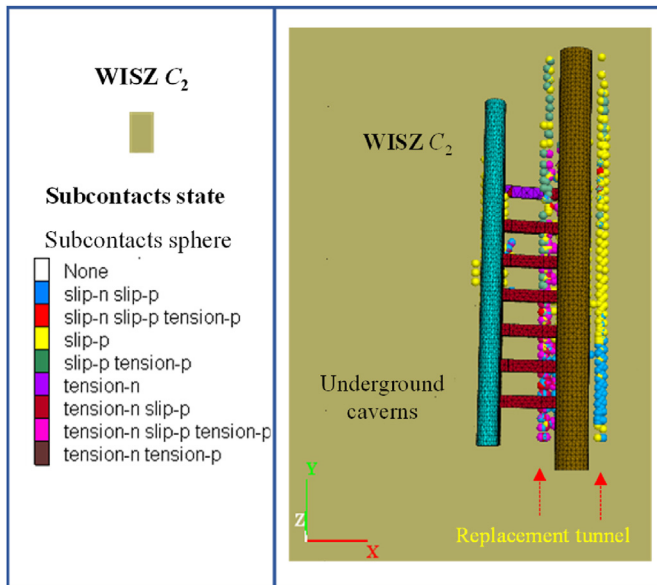 WISZ C₂
Subcontacts state
Subcontacts sphere
None
slip-n slip-p
slip-n slip-p tension-p
slip-p
slip-p tension-p
tension-n
tension-n slip-p
tension-n slip-p tension-p
tension-n tension-p
WISZ C₂
Underground
caverns
Y
Z
X
Replacement tunnel